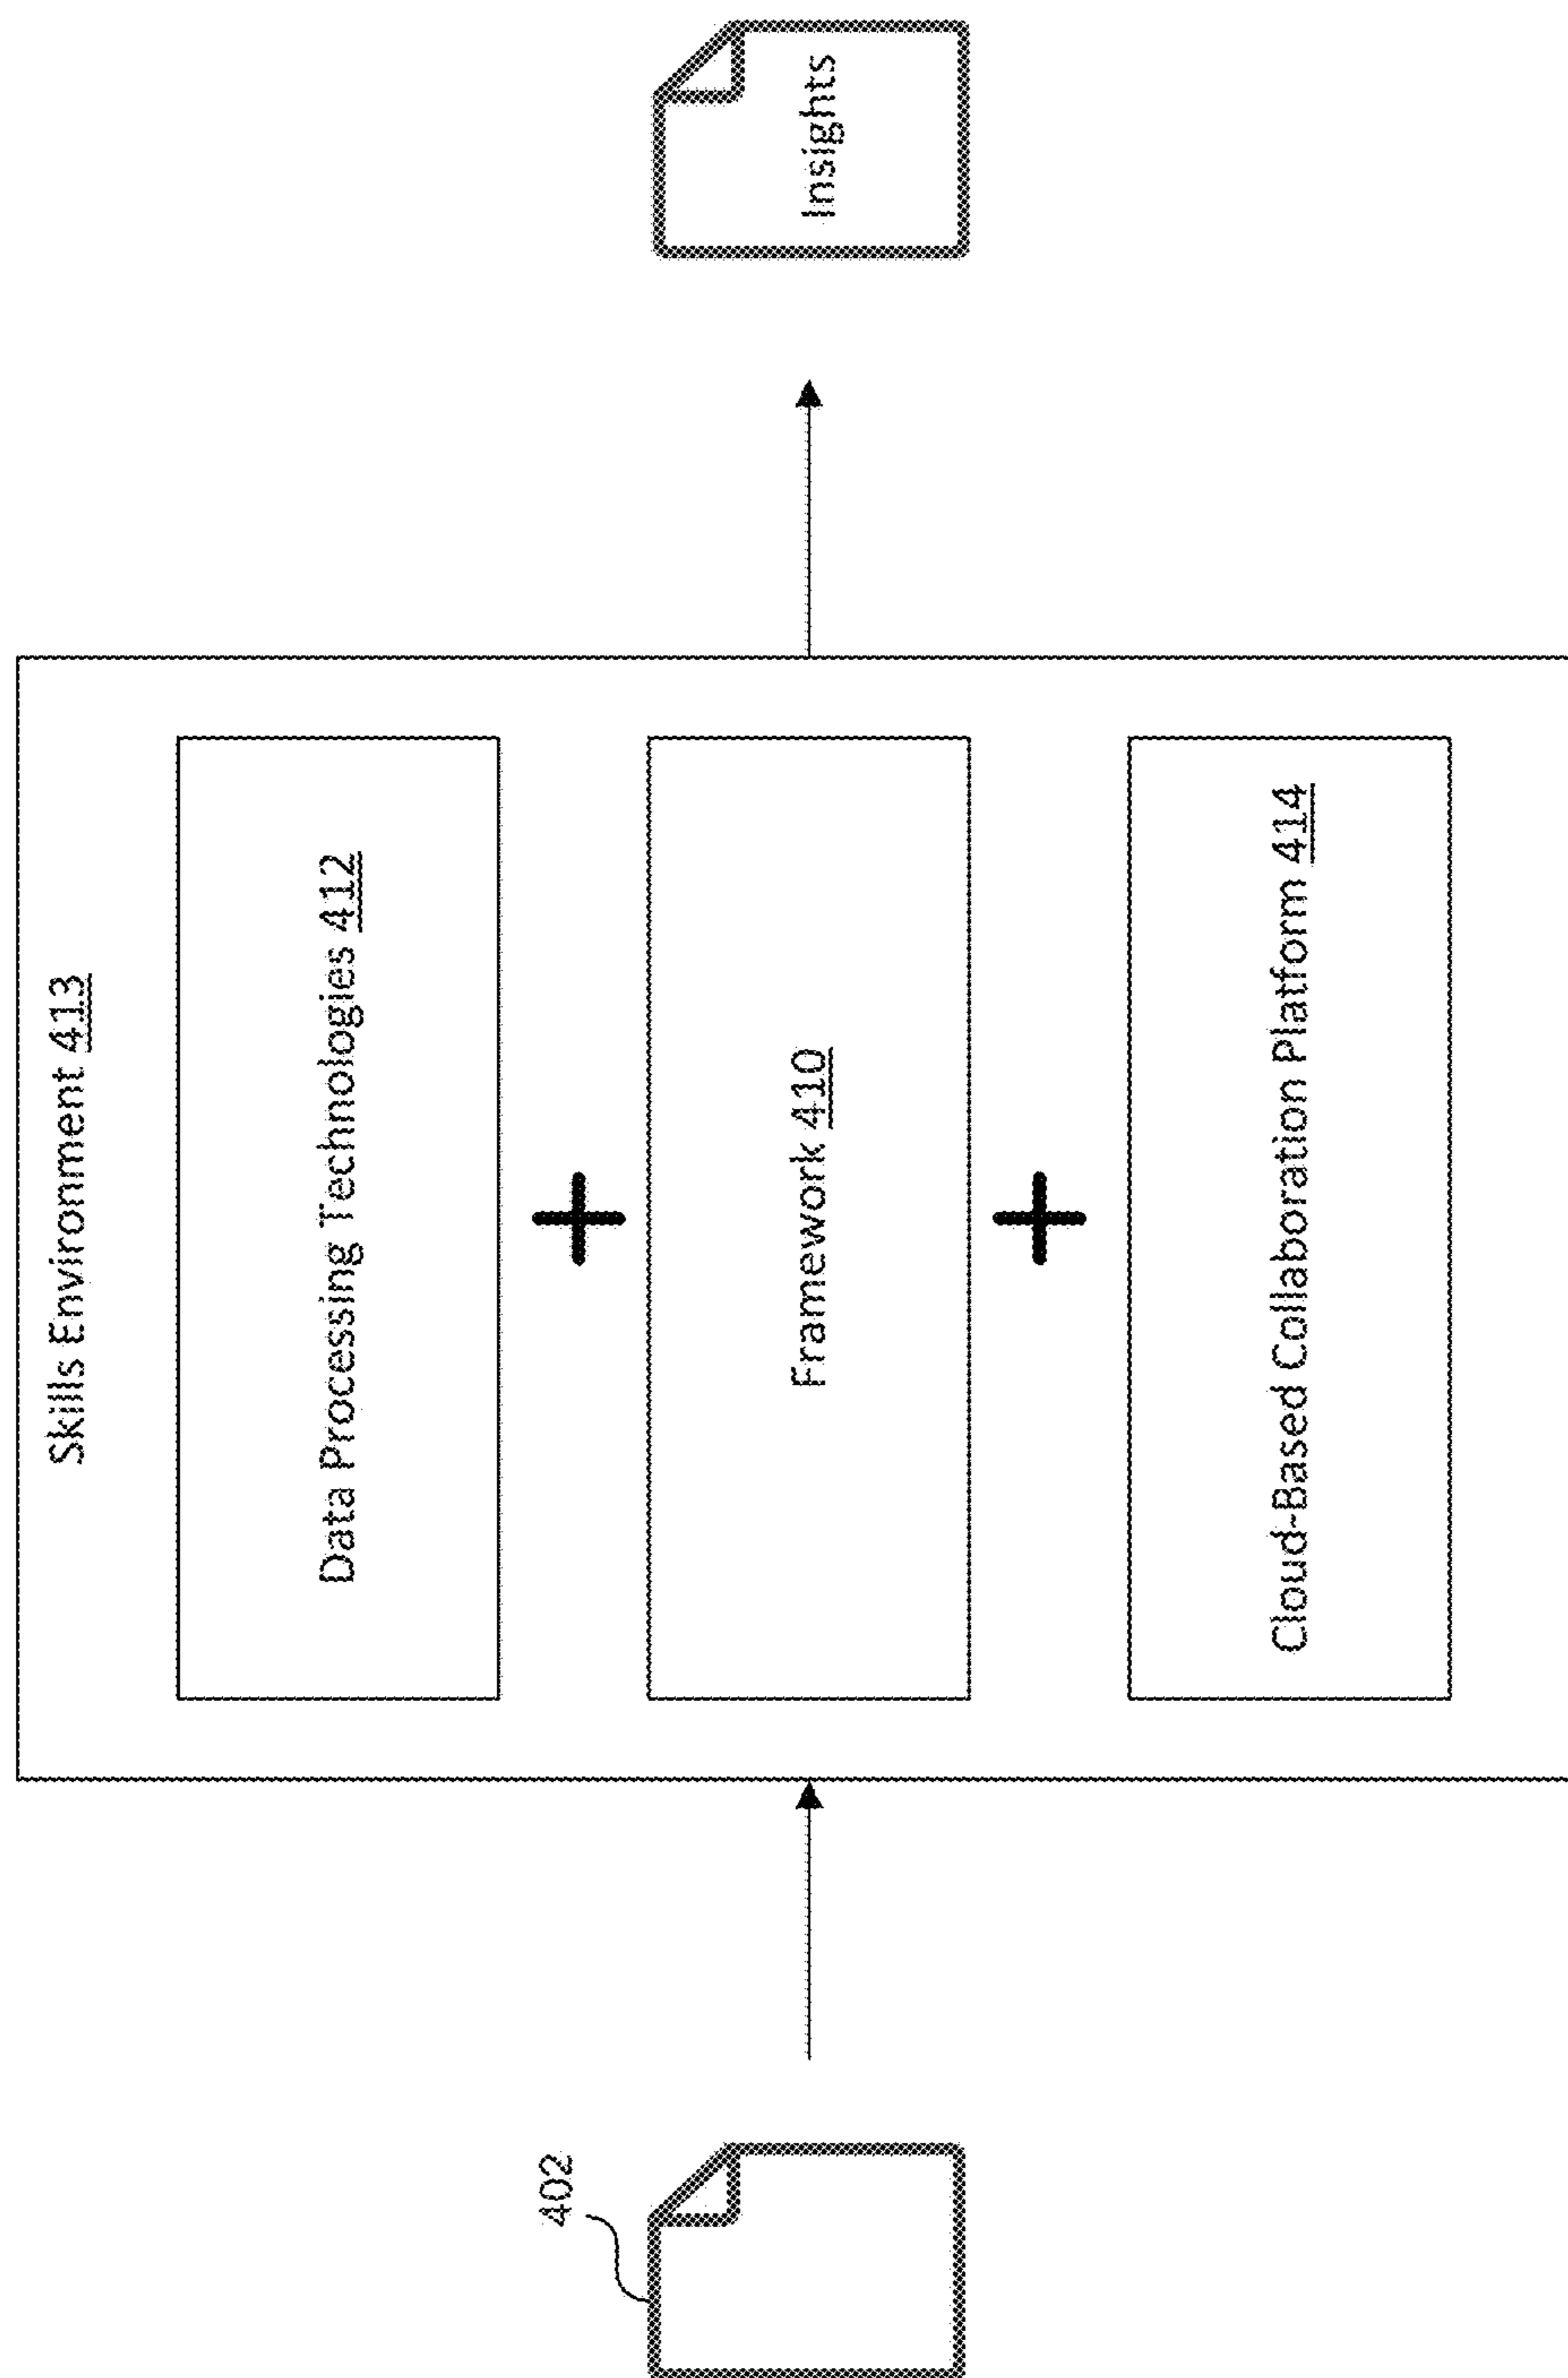 Skills Environment 413
402
Data Processing Technologies 412
Framework 410
Cloud-Based Collaboration Platform 414
Insights